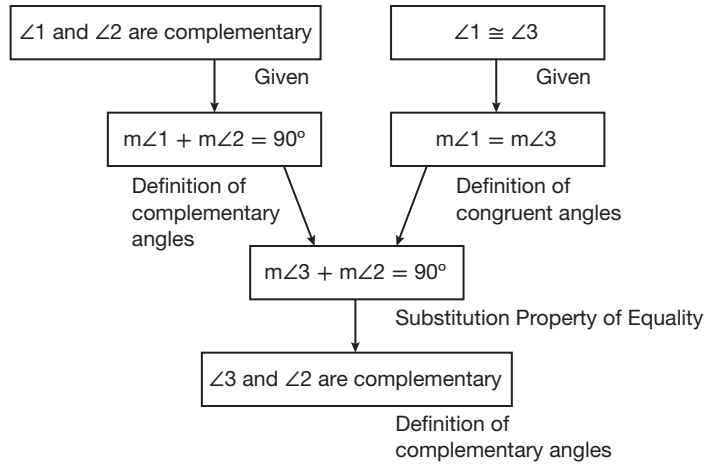 ∠1 and ∠2 are complementary
∠1 ≅ ∠3
Given
Given
m∠1 + m∠2 = 90º
m∠1 = m∠3
Definition of
complementary
angles
Definition of
congruent angles
m∠3 + m∠2 = 90º
Substitution Property of Equality
∠3 and ∠2 are complementary
Definition of
complementary angles